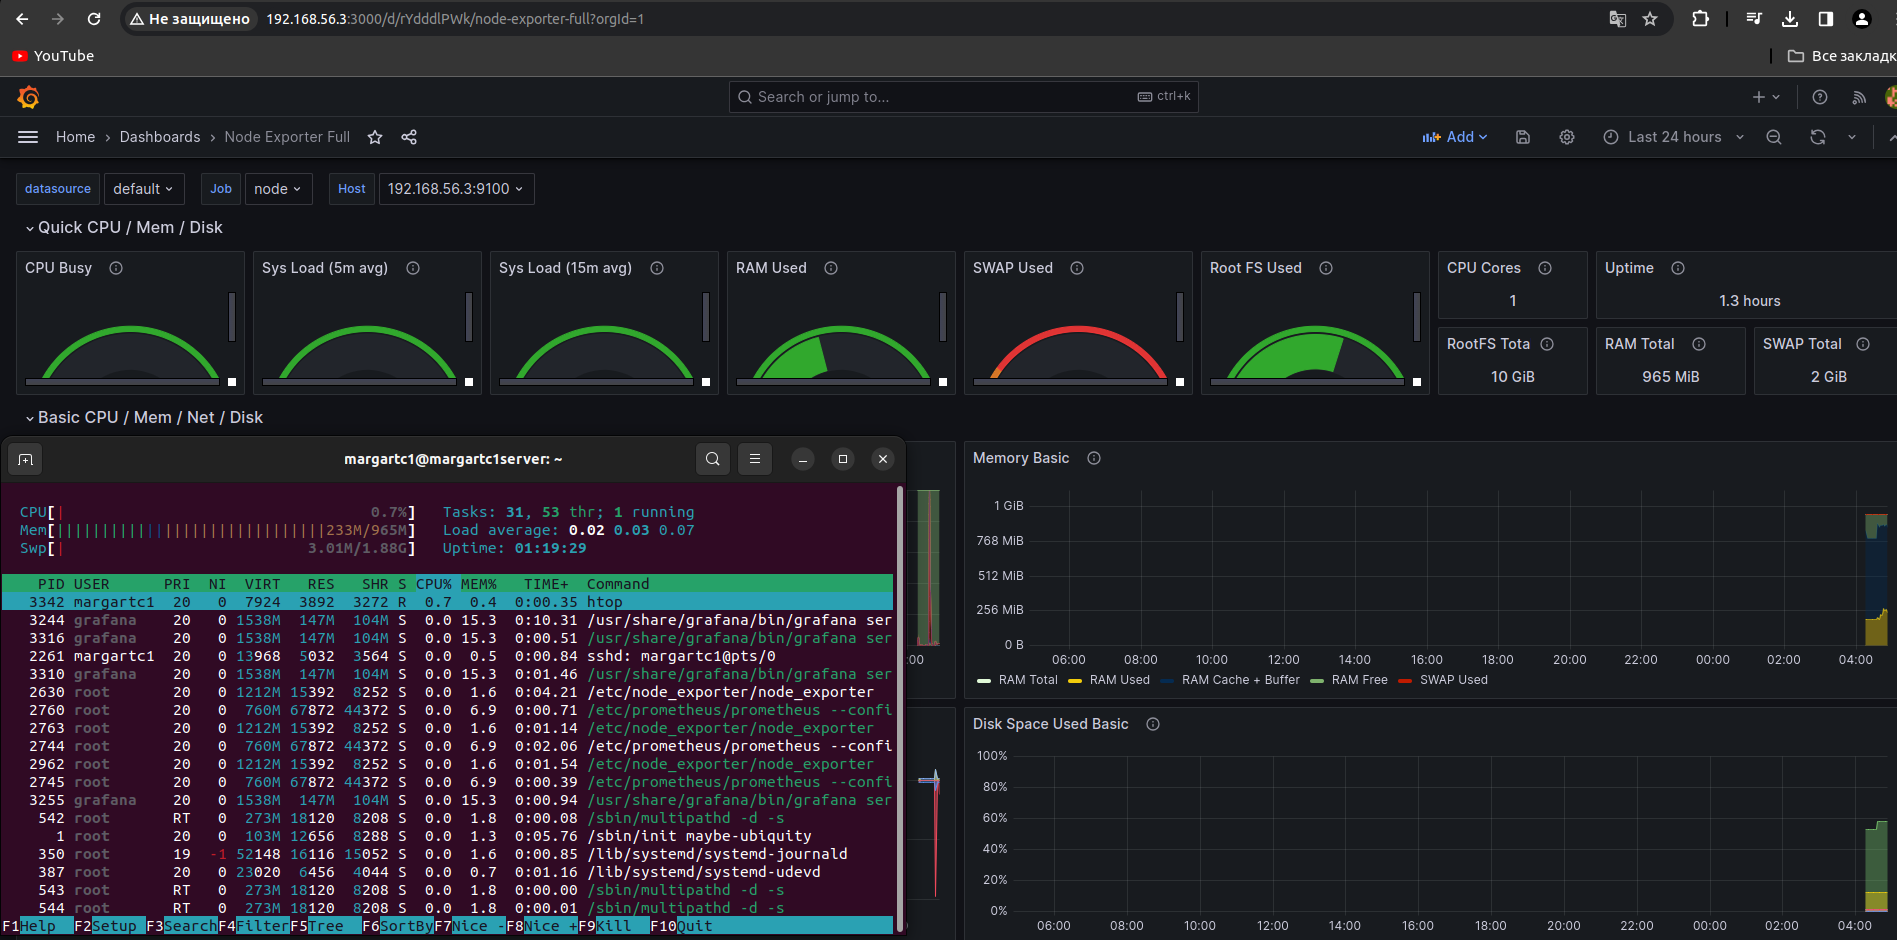 Не защищено 192.168.56.3:3000/d/rYdddlPWk/node-exporter-full?orgId=1
YouTube Все закладк
Search or jump to... ctrl+k
Home › Dashboards › Node Exporter Full Add Last 24 hours
datasource default Job node Host 192.168.56.3:9100
Quick CPU / Mem / Disk
CPU Busy Sys Load (5m avg) Sys Load (15m avg) RAM Used SWAP Used Root FS Used CPU Cores Uptime
1 1.3 hours
RootFS Tota RAM Total SWAP Total
10 GiB 965 MiB 2 GiB
Basic CPU / Mem / Net / Disk
margartc1@margartc1server: ~
CPU[| 0.7%] Tasks: 31, 53 thr; 1 running
Mem[||||||||||||||||||||||||||||||233M/965M] Load average: 0.02 0.03 0.07
Swp[| 3.01M/1.88G] Uptime: 01:19:29
PID USER PRI NI VIRT RES SHR S CPU% MEM% TIME+ Command
3342 margartc1 20 0 7924 3892 3272 R 0.7 0.4 0:00.35 htop
3244 grafana 20 0 1538M 147M 104M S 0.0 15.3 0:10.31 /usr/share/grafana/bin/grafana ser
3316 grafana 20 0 1538M 147M 104M S 0.0 15.3 0:00.51 /usr/share/grafana/bin/grafana ser
2261 margartc1 20 0 13968 5032 3564 S 0.0 0.5 0:00.84 sshd: margartc1@pts/0
3310 grafana 20 0 1538M 147M 104M S 0.0 15.3 0:01.46 /usr/share/grafana/bin/grafana ser
2630 root 20 0 1212M 15392 8252 S 0.0 1.6 0:04.21 /etc/node_exporter/node_exporter
2760 root 20 0 760M 67872 44372 S 0.0 6.9 0:00.71 /etc/prometheus/prometheus --confi
2763 root 20 0 1212M 15392 8252 S 0.0 1.6 0:01.14 /etc/node_exporter/node_exporter
2744 root 20 0 760M 67872 44372 S 0.0 6.9 0:02.06 /etc/prometheus/prometheus --confi
2962 root 20 0 1212M 15392 8252 S 0.0 1.6 0:01.54 /etc/node_exporter/node_exporter
2745 root 20 0 760M 67872 44372 S 0.0 6.9 0:00.39 /etc/prometheus/prometheus --confi
3255 grafana 20 0 1538M 147M 104M S 0.0 15.3 0:00.94 /usr/share/grafana/bin/grafana ser
542 root RT 0 273M 18120 8208 S 0.0 1.8 0:00.08 /sbin/multipathd -d -s
1 root 20 0 103M 12656 8288 S 0.0 1.3 0:05.76 /sbin/init maybe-ubiquity
350 root 19 -1 52148 16116 15052 S 0.0 1.6 0:00.85 /lib/systemd/systemd-journald
387 root 20 0 23020 6456 4044 S 0.0 0.7 0:01.16 /lib/systemd/systemd-udevd
543 root RT 0 273M 18120 8208 S 0.0 1.8 0:00.00 /sbin/multipathd -d -s
544 root RT 0 273M 18120 8208 S 0.0 1.8 0:00.01 /sbin/multipathd -d -s
F1Help F2Setup F3SearchF4FilterF5Tree F6SortByF7Nice -F8Nice +F9Kill F10Quit
:00
Memory Basic
1 GiB
768 MiB
512 MiB
256 MiB
0 B
06:00 08:00 10:00 12:00 14:00 16:00 18:00 20:00 22:00 00:00 02:00 04:00
RAM Total RAM Used RAM Cache + Buffer RAM Free SWAP Used
Disk Space Used Basic
100%
80%
60%
40%
20%
0%
06:00 08:00 10:00 12:00 14:00 16:00 18:00 20:00 22:00 00:00 02:00 04:00